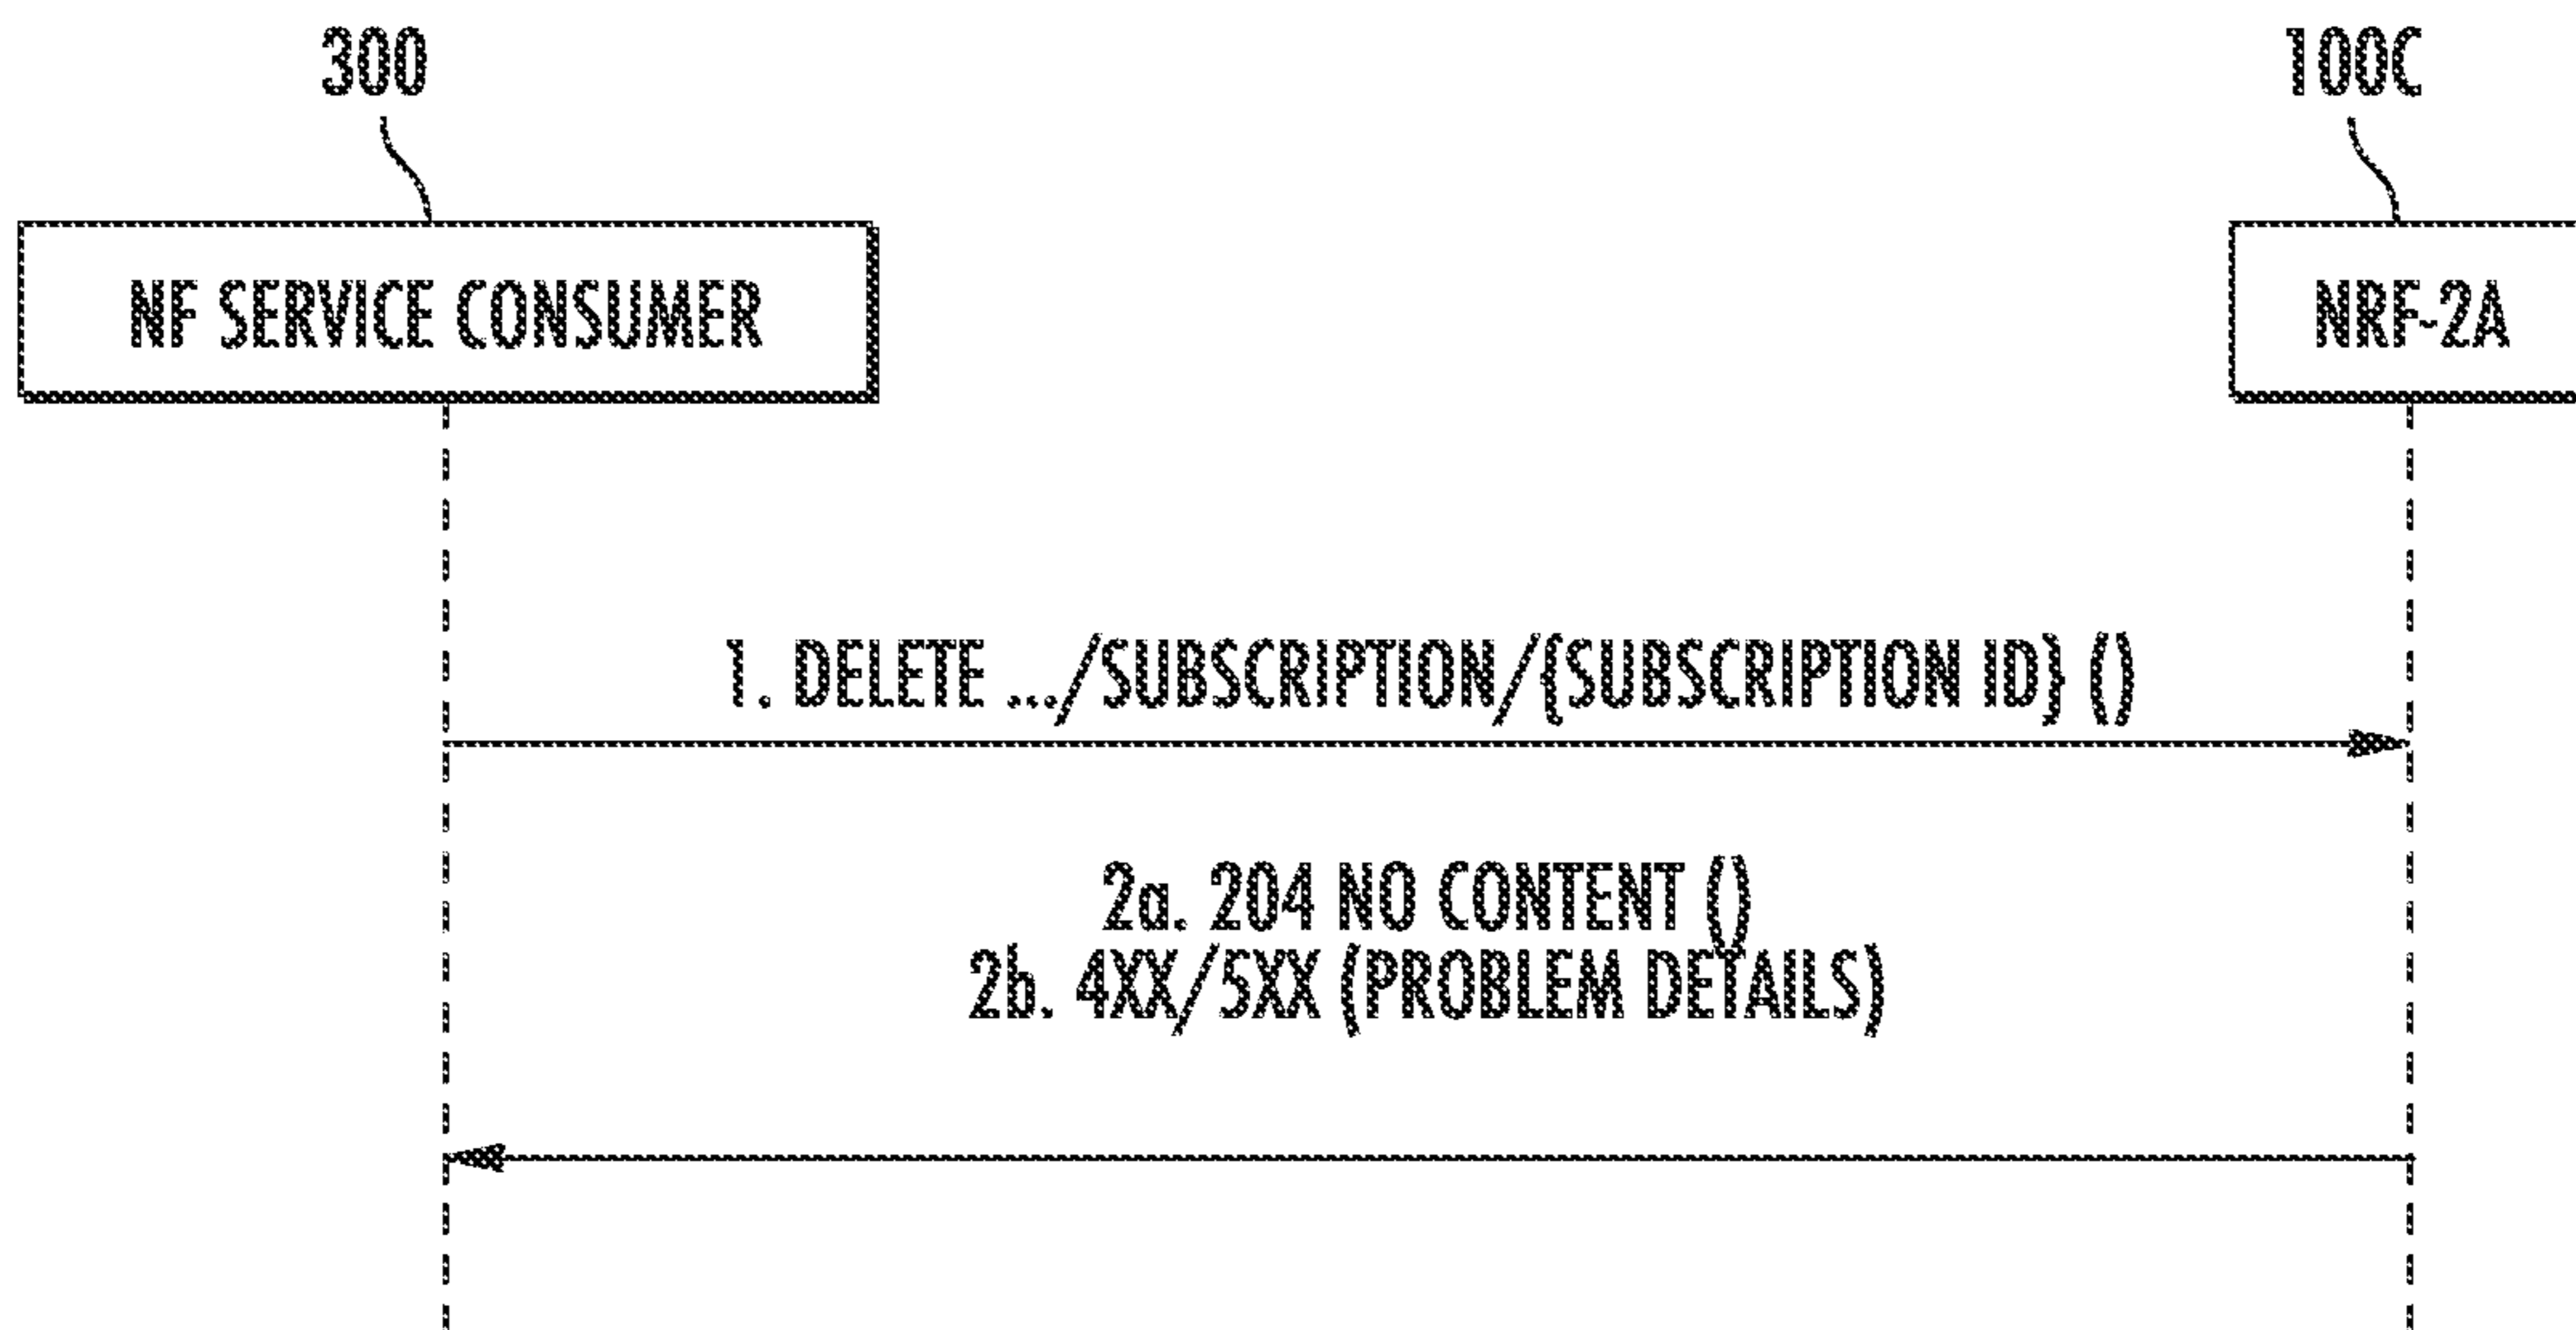 300
100C
NF SERVICE CONSUMER
NRF-2A
1. DELETE .../SUBSCRIPTION/{SUBSCRIPTION ID} ()
2a. 204 NO CONTENT ()
2b. 4XX/5XX (PROBLEM DETAILS)